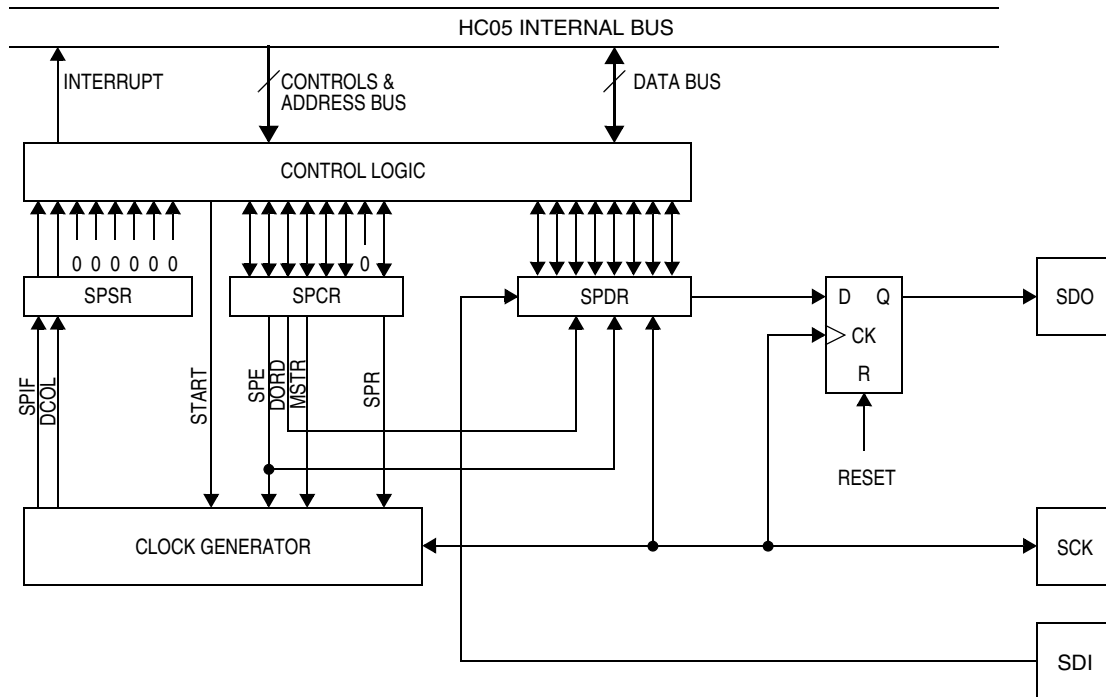 HC05 INTERNAL BUS
INTERRUPT
CONTROLS &
ADDRESS BUS
DATA BUS
CONTROL LOGIC
0 0 0 0 0 0
0
SPSR
SPCR
SPDR
D Q
CK
R
SDO
SPIF
DCOL
START
SPE
DORD
MSTR
SPR
RESET
CLOCK GENERATOR
SCK
SDI